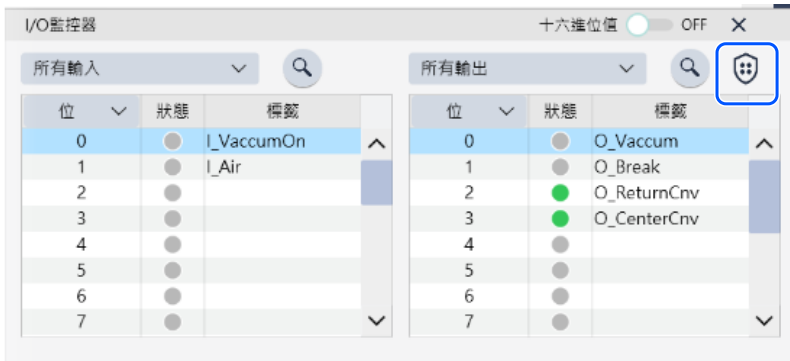 I/O監控器 十六進位值 OFF
所有輸入 所有輸出
位 狀態 標籤 位 狀態 標籤
0 I_VaccumOn 0 O_Vaccum
1 I_Air 1 O_Break
2 2 O_ReturnCnv
3 3 O_CenterCnv
4 4
5 5
6 6
7 7